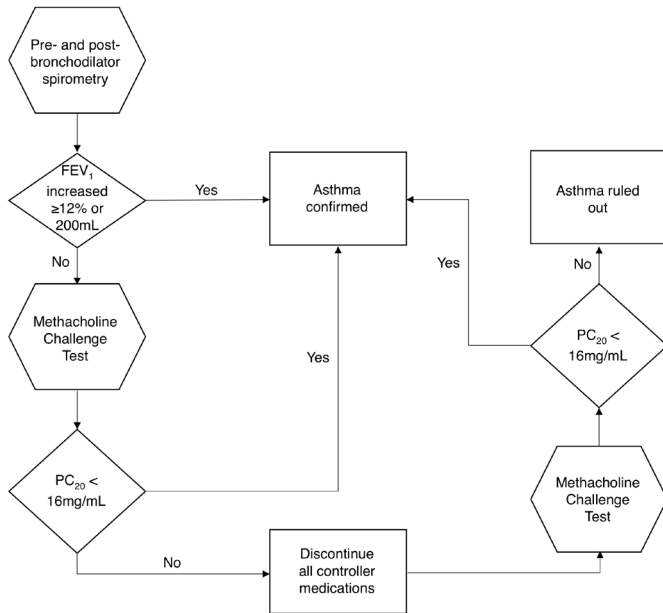 Pre- and post-
bronchodilator
spirometry
FEV₁
increased
≥12% or
200mL
Yes
Asthma
confirmed
Asthma ruled
out
No
Methacholine
Challenge
Test
Yes
No
Yes
PC₂₀ <
16mg/mL
PC₂₀ <
16mg/mL
Methacholine
Challenge
Test
No
Discontinue
all controller
medications